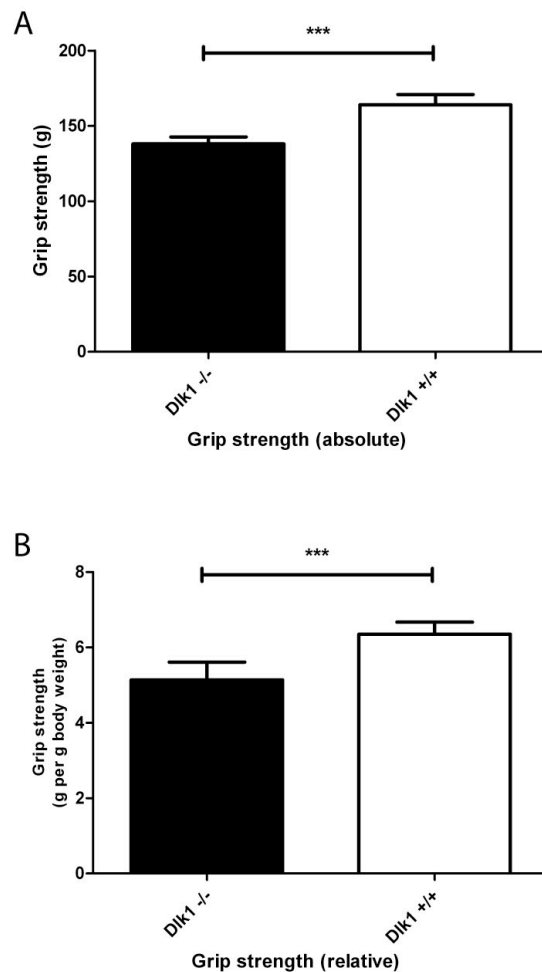 A
***
200
150
100
50
0
Grip strength (g)
Dlk1 -/-
Dlk1 +/+
Grip strength (absolute)
B
***
8
6
4
2
0
Grip strength
(g per g body weight)
Dlk1 -/-
Dlk1 +/+
Grip strength (relative)